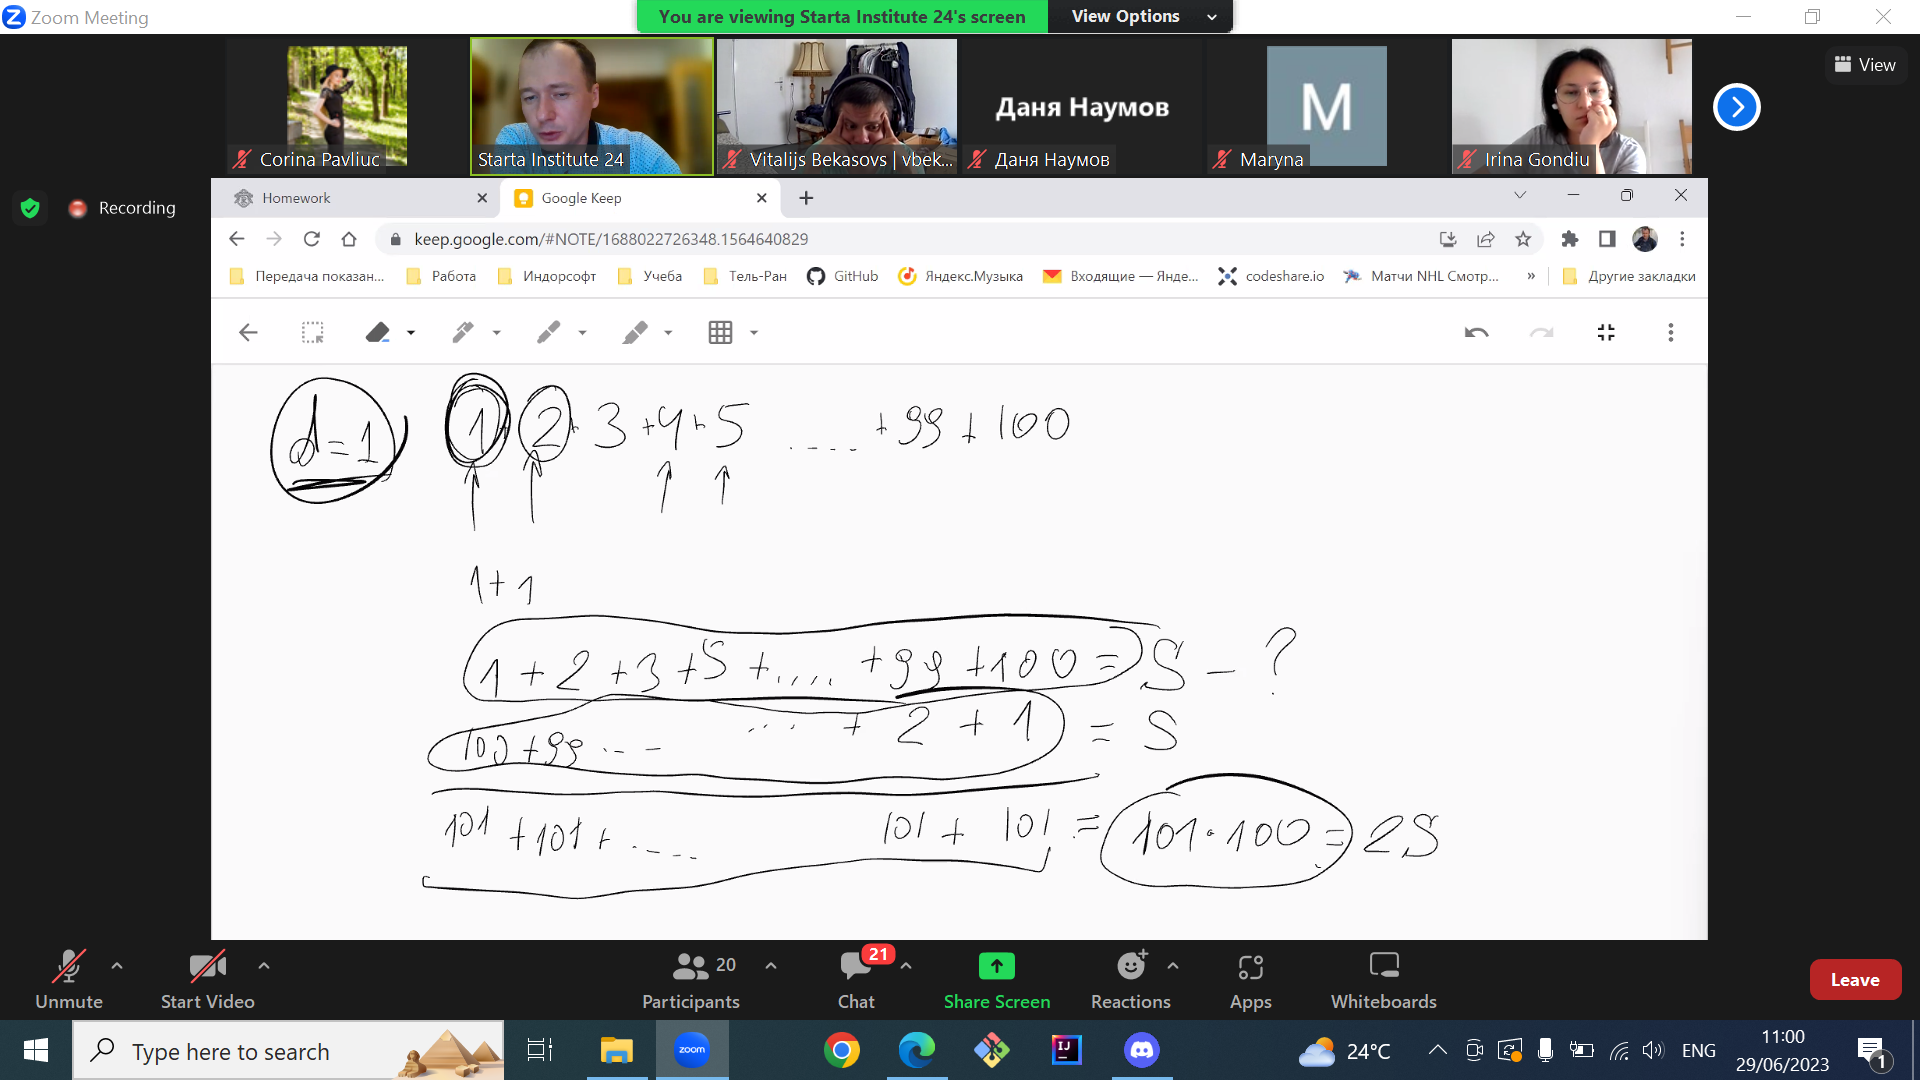 Zoom Meeting
You are viewing Starta Institute 24's screen
View Options
Corina Pavliuc
Starta Institute 24
Vitalijs Bekasovs | vbek...
Даня Наумов
Даня Наумов
M
Maryna
Irina Gondiu
View
Recording
Homework
Google Keep
keep.google.com/#NOTE/1688022726348.1564640829
Передача показан...
Работа
Индорсофт
Учеба
Тель-Ран
GitHub
Яндекс.Музыка
Входящие — Янде...
codeshare.io
Матчи NHL Смотр...
»
Другие закладки
d=1 1 + 2 + 3 + 4 + 5 ..... + 99 + 100
1+1
1 + 2 + 3 + 5 + ..... + 99 + 100 = S - ?
100 + 99 ... ... + 2 + 1 = S
101 + 101 + ..... 101 + 101 = 101 · 100 = 2S
Unmute
Start Video
20
Participants
21
Chat
Share Screen
Reactions
Apps
Whiteboards
Leave
Type here to search
zoom
IJ
24°C
ENG
11:00
29/06/2023
1